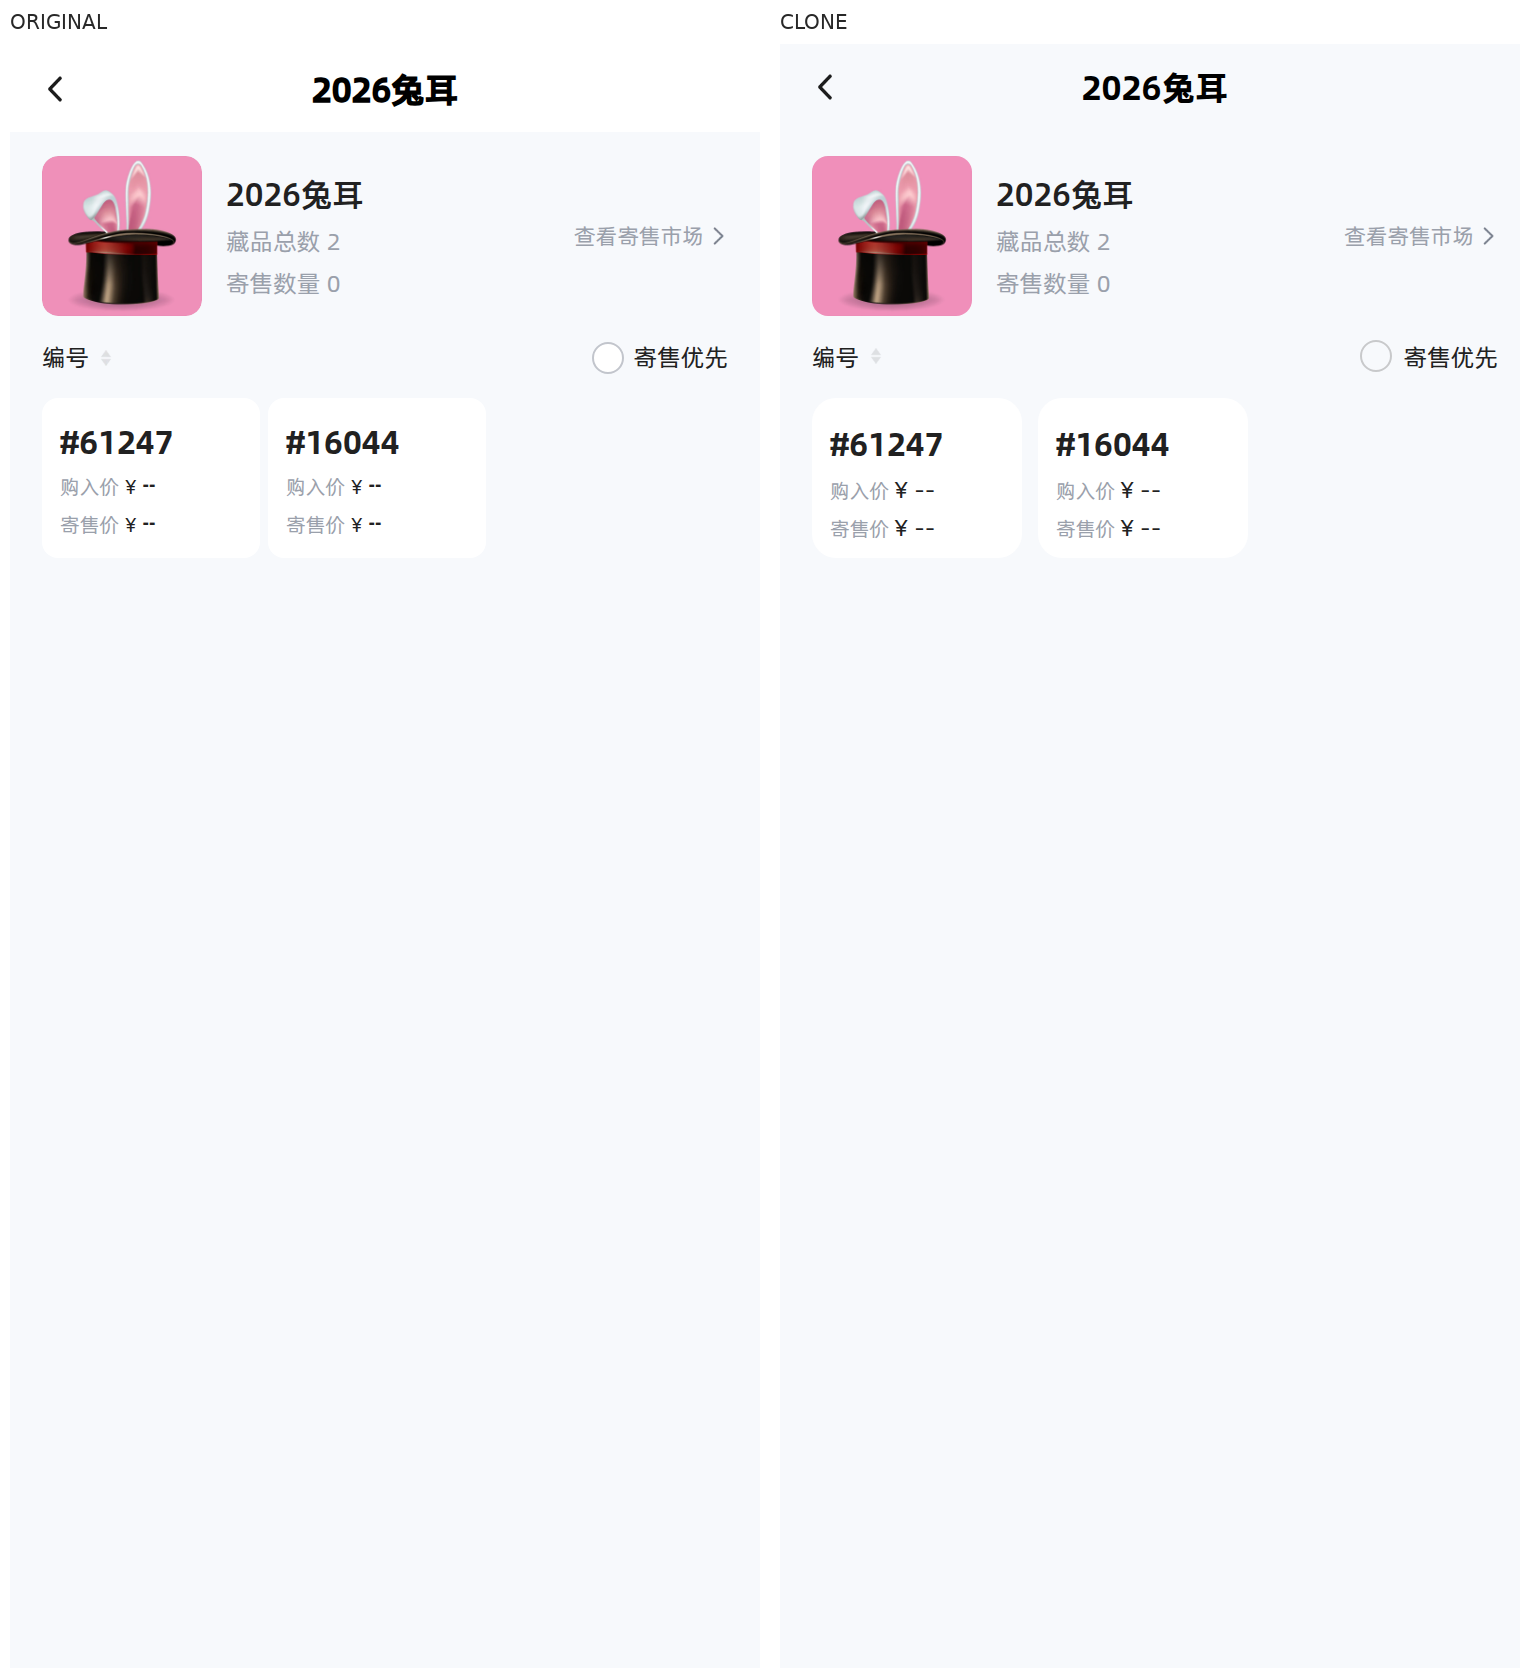 ORIGINAL
2026兔耳
2026兔耳
藏品总数 2
寄售数量 0
查看寄售市场
编号
寄售优先
#61247
购入价 ¥ --
寄售价 ¥ --
#16044
购入价 ¥ --
寄售价 ¥ --
CLONE
2026兔耳
2026兔耳
藏品总数 2
寄售数量 0
查看寄售市场
编号
寄售优先
#61247
购入价 ¥ --
寄售价 ¥ --
#16044
购入价 ¥ --
寄售价 ¥ --